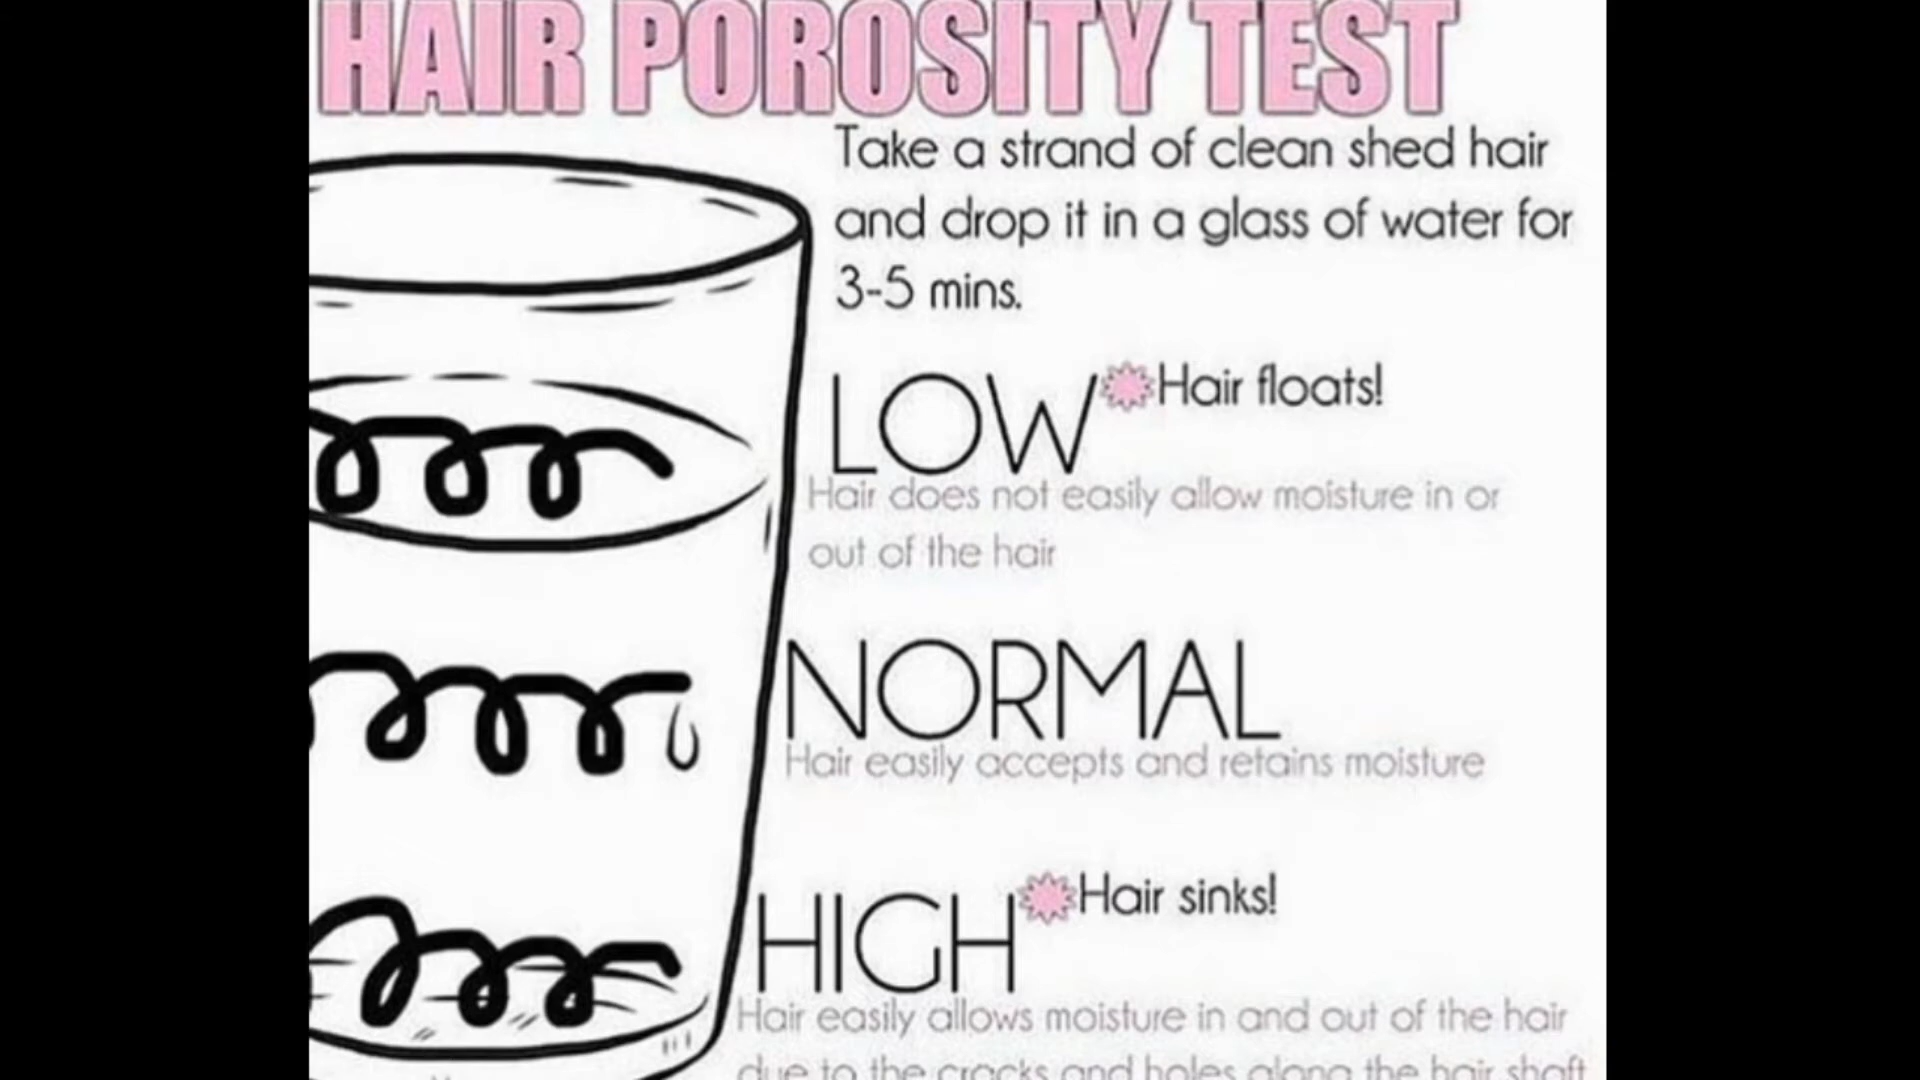 HAIR POROSITY TEST
Take a strand of clean shed hair
and drop it in a glass of water for
3-5 mins.
LOW
Hair floats!
Hair does not easily allow moisture in or
out of the hair
NORMAL
Hair easily accepts and retains moisture
HIGH
Hair sinks!
Hair easily allows moisture in and out of the hair
due to the cracks and holes along the hair shaft